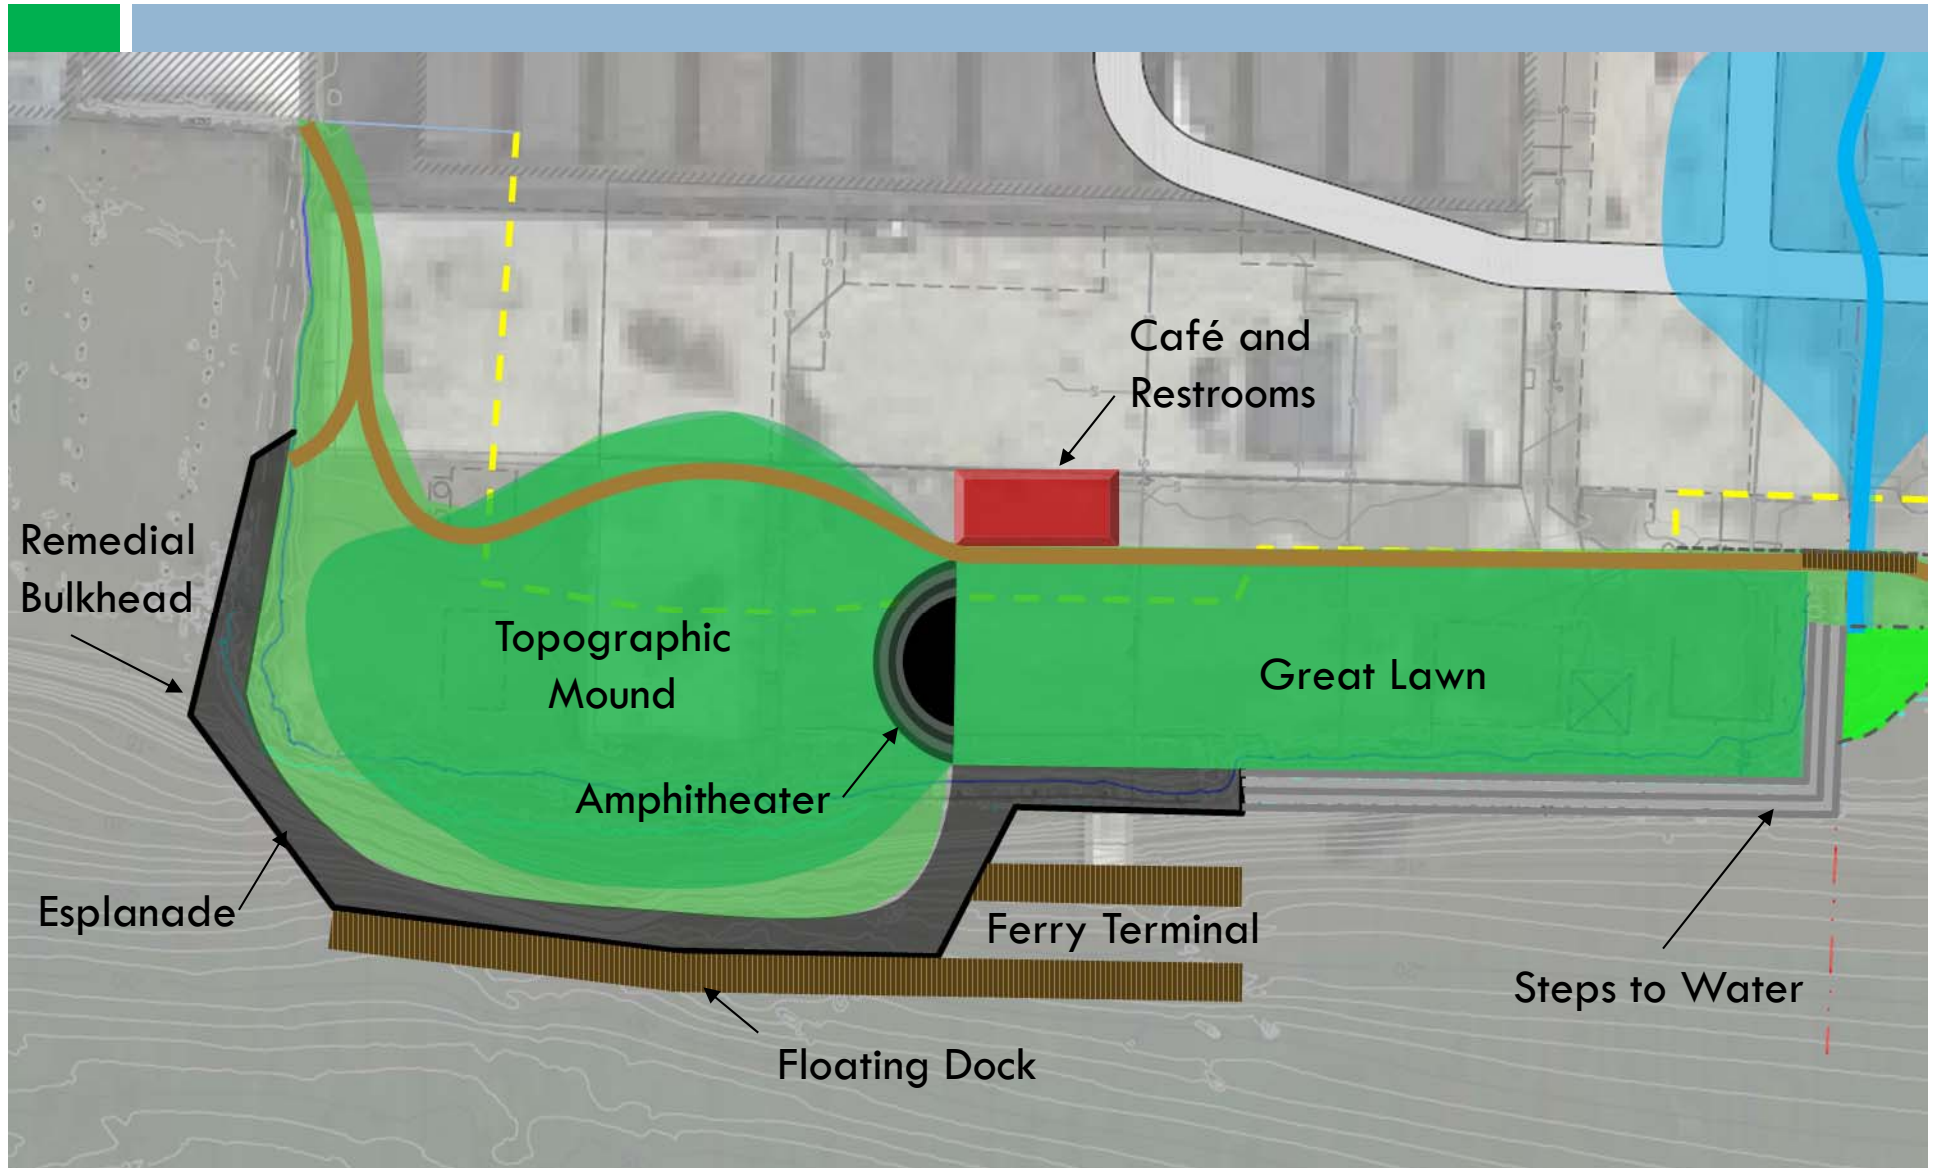 Café and
Restrooms
Remedial
Bulkhead
Topographic
Mound
Great Lawn
Amphitheater
Esplanade
Ferry Terminal
Steps to Water
Floating Dock